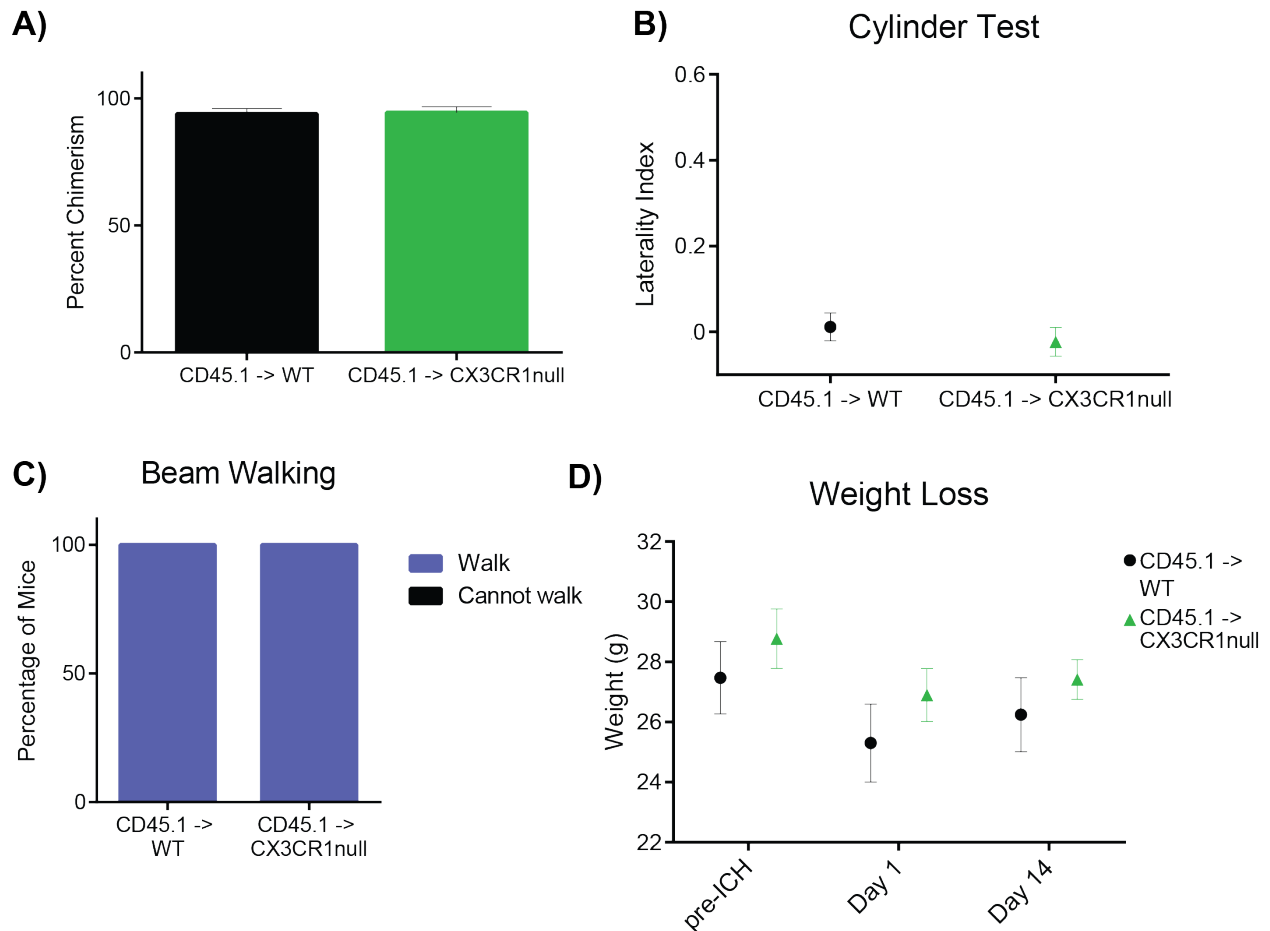 A)
100
50
0
Percent Chimerism
CD45.1 -> WT
CD45.1 -> CX3CR1null
B)
Cylinder Test
0.6
0.4
0.2
.0
Laterality Index
CD45.1 -> WT
CD45.1 -> CX3CR1null
C)
Beam Walking
100
50
0
Percentage of Mice
CD45.1 ->
WT
CD45.1 ->
CX3CR1null
Walk
Cannot walk
D)
Weight Loss
32
30
28
26
24
22
Weight (g)
pre-ICH
Day 1
Day 14
CD45.1 ->
WT
CD45.1 ->
CX3CR1null